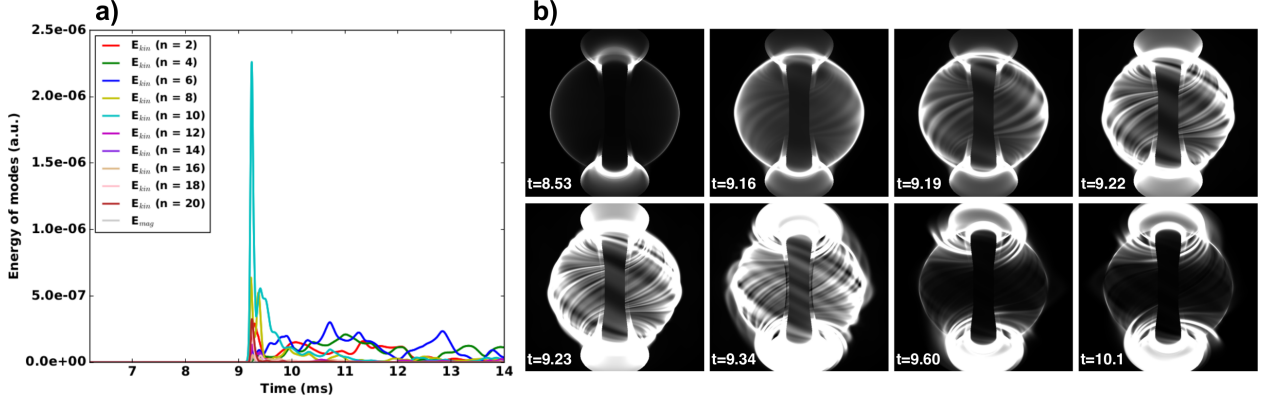 a)
b)
2.5e-06
2.0e-06
1.5e-06
1.0e-06
5.0e-07
0.0e+00
Energy of modes (a.u.)
E_kin (n = 2)
E_kin (n = 4)
E_kin (n = 6)
E_kin (n = 8)
E_kin (n = 10)
E_kin (n = 12)
E_kin (n = 14)
E_kin (n = 16)
E_kin (n = 18)
E_kin (n = 20)
E_mag
7 8 9 10 11 12 13 14
Time (ms)
t=8.53
t=9.16
t=9.19
t=9.22
t=9.23
t=9.34
t=9.60
t=10.1